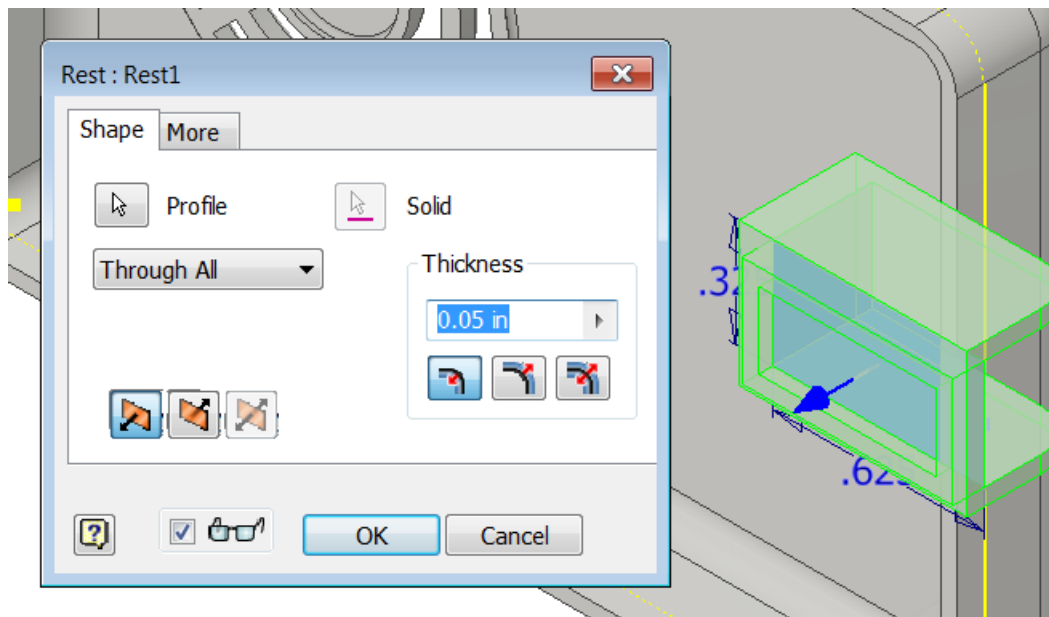 Rest : Rest1
Shape More
Profile Solid
Through All
Thickness
0.05 in
OK Cancel